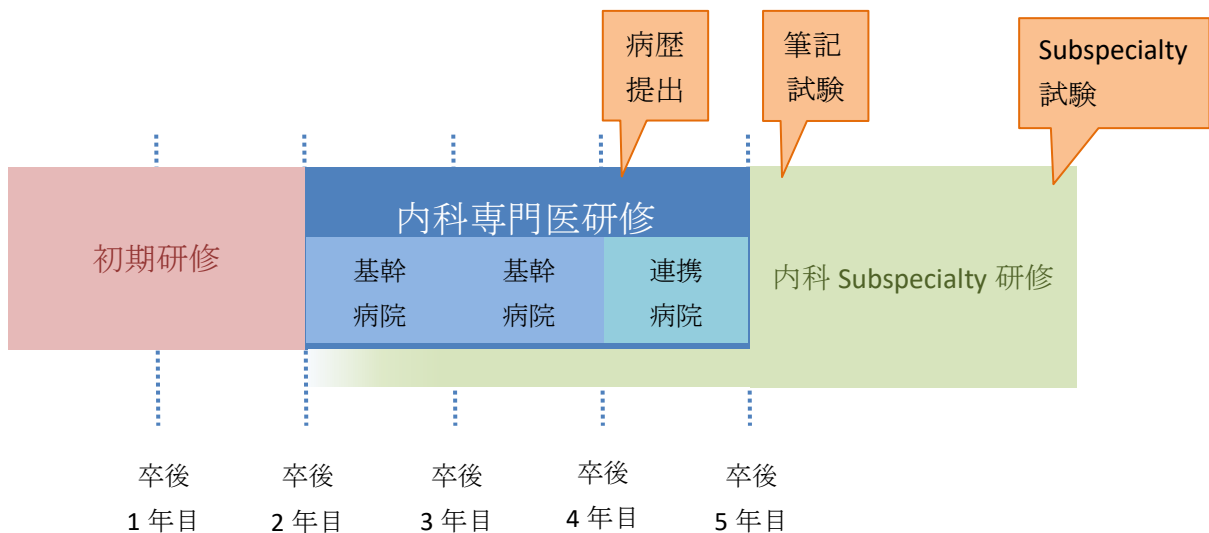 病歴
提出
筆記
試験
Subspecialty
試験
初期研修
内科専門医研修
基幹
病院
基幹
病院
連携
病院
内科 Subspecialty 研修
卒後
1 年目
卒後
2 年目
卒後
3 年目
卒後
4 年目
卒後
5 年目